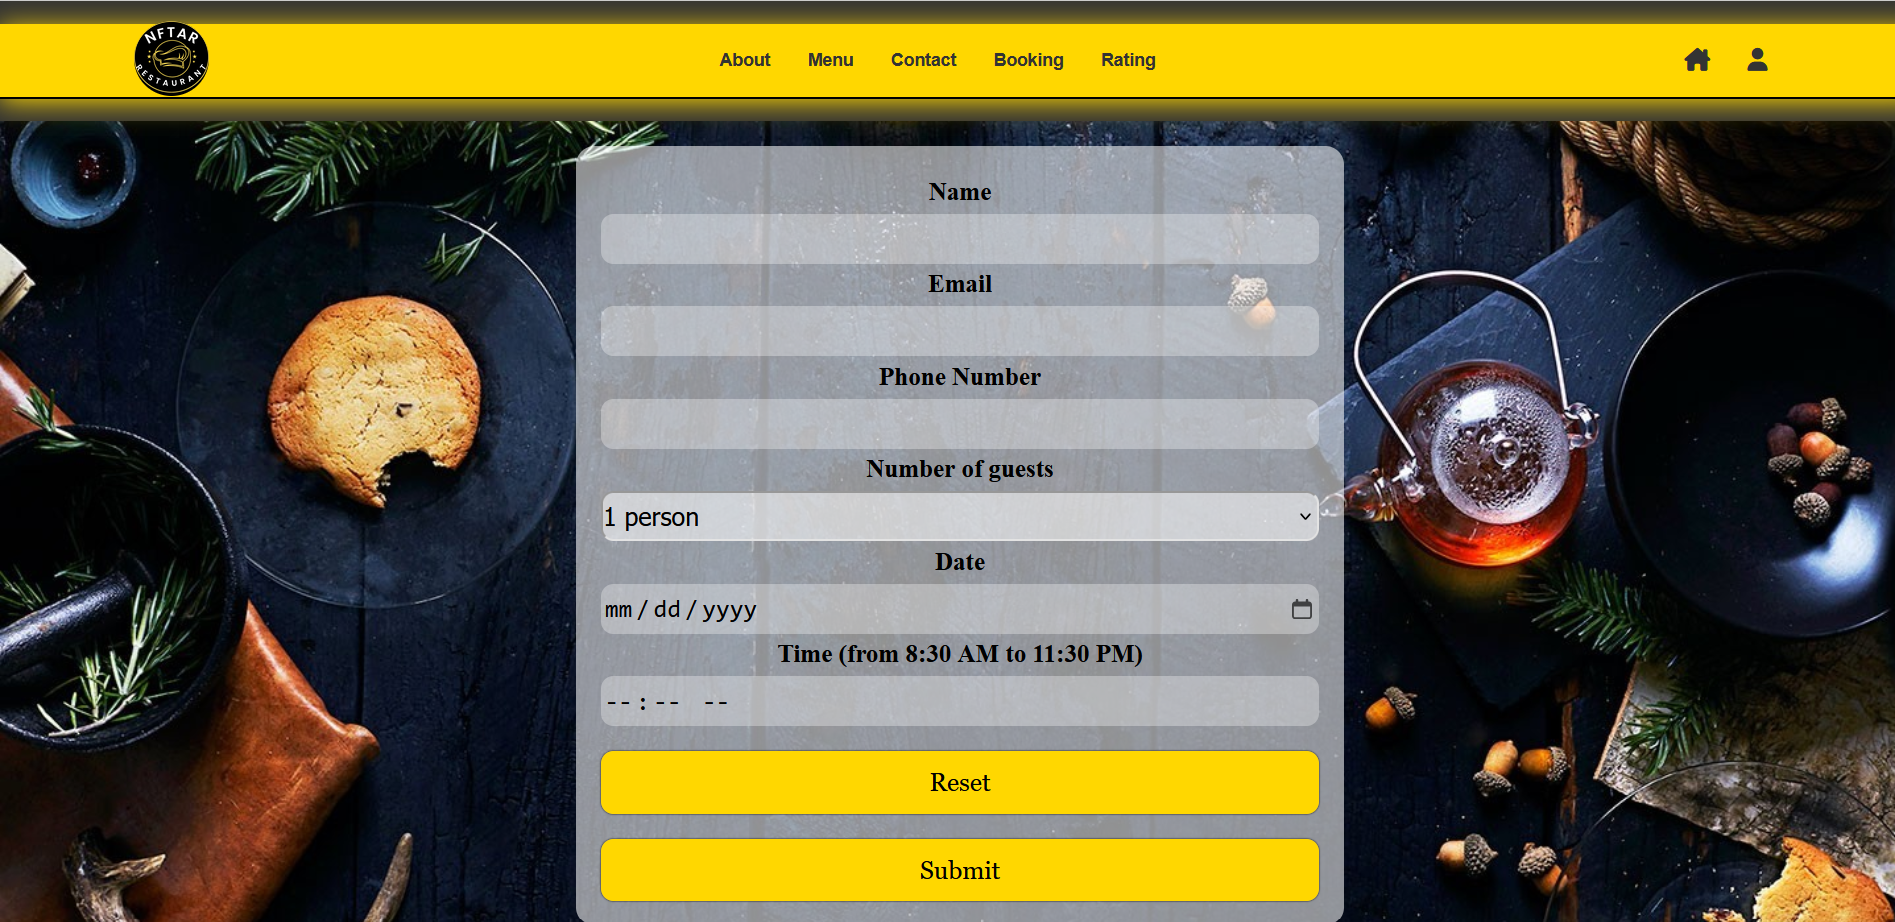 NFTAR
RESTAURANT
About
Menu
Contact
Booking
Rating
Name
Email
Phone Number
Number of guests
1 person
Date
mm/dd/yyyy
Time (from 8:30 AM to 11:30 PM)
--:-- --
Reset
Submit